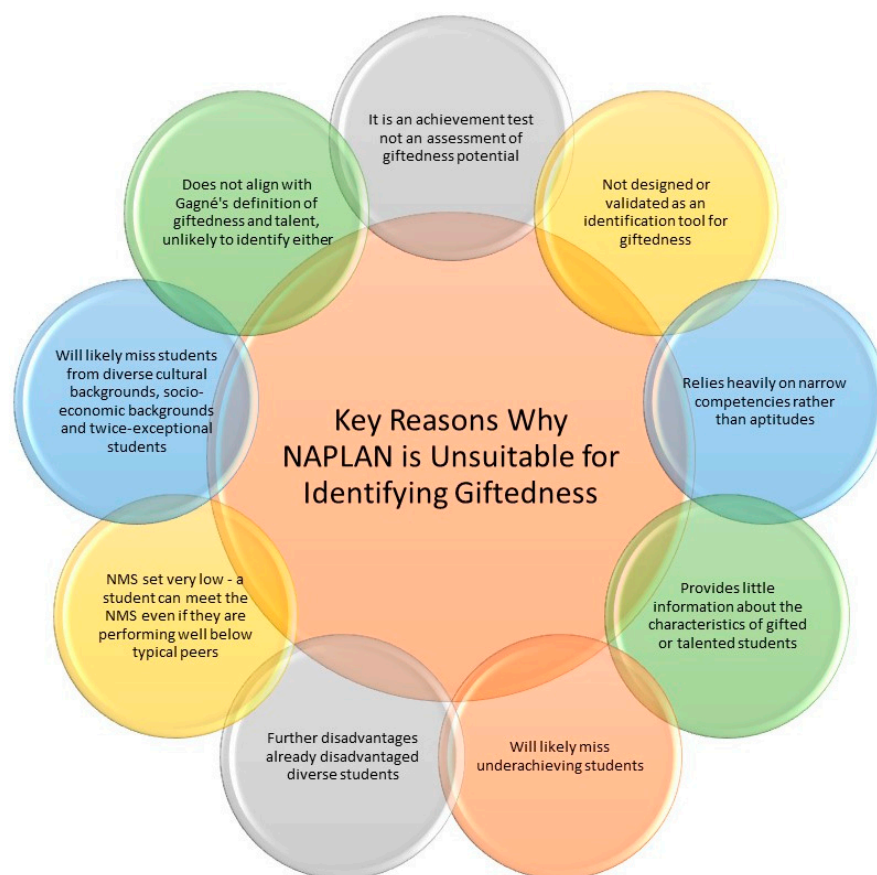 Key Reasons Why
NAPLAN is Unsuitable for
Identifying Giftedness
It is an achievement test
not an assessment of
giftedness potential
Not designed or
validated as an
identification tool for
giftedness
Relies heavily on narrow
competencies rather
than aptitudes
Provides little
information about the
characteristics of gifted
or talented students
Will likely miss
underachieving students
Further disadvantages
already disadvantaged
diverse students
NMS set very low - a
student can meet the
NMS even if they are
performing well below
typical peers
Will likely miss students
from diverse cultural
backgrounds, socio-
economic backgrounds
and twice-exceptional
students
Does not align with
Gagné's definition of
giftedness and talent,
unlikely to identify either